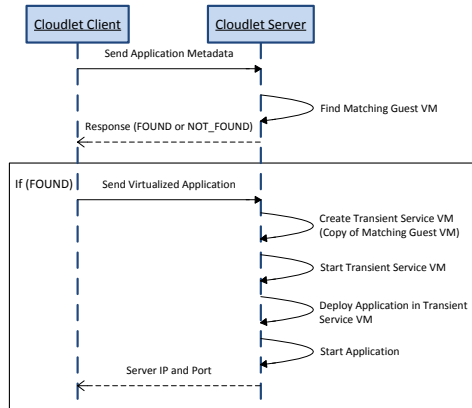 Cloudlet Client
Cloudlet Server
Send Application Metadata
Find Matching Guest VM
Response (FOUND or NOT_FOUND)
If (FOUND)
Send Virtualized Application
Create Transient Service VM
(Copy of Matching Guest VM)
Start Transient Service VM
Deploy Application in Transient
Service VM
Start Application
Server IP and Port